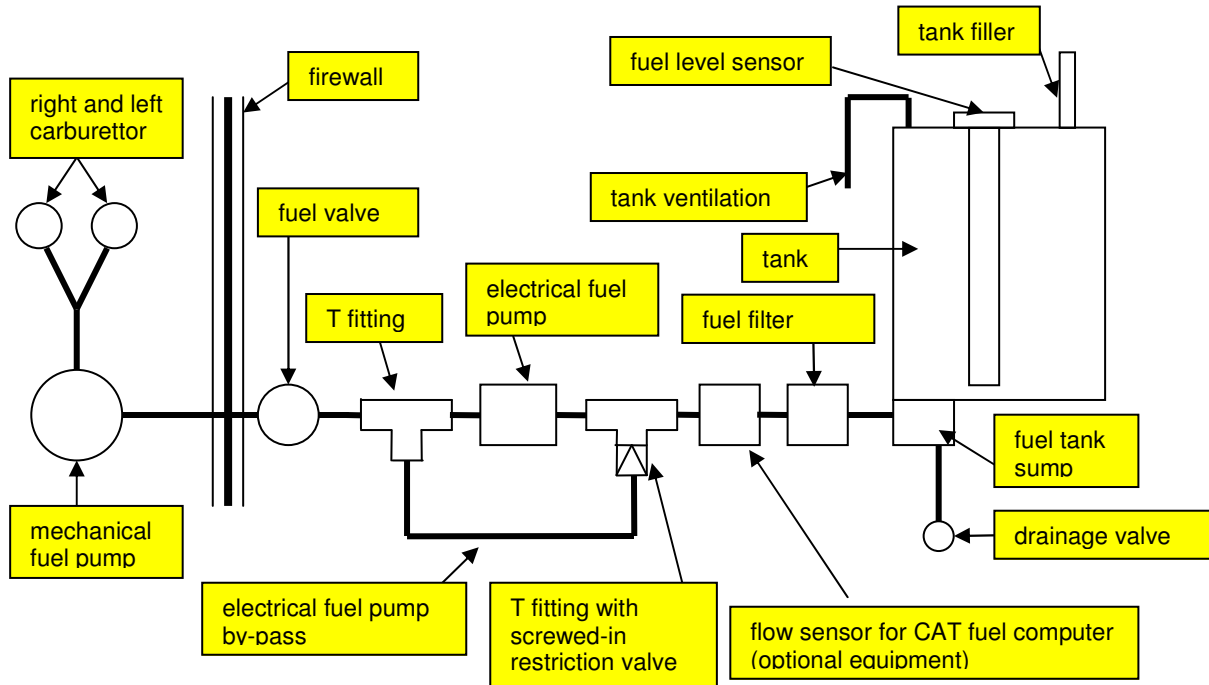 tank filler
fuel level sensor
firewall
right and left
carburettor
tank ventilation
fuel valve
tank
electrical fuel
pump
fuel filter
T fitting
fuel tank
sump
mechanical
fuel pump
drainage valve
electrical fuel pump
by-pass
T fitting with
screwed-in
restriction valve
flow sensor for CAT fuel computer
(optional equipment)